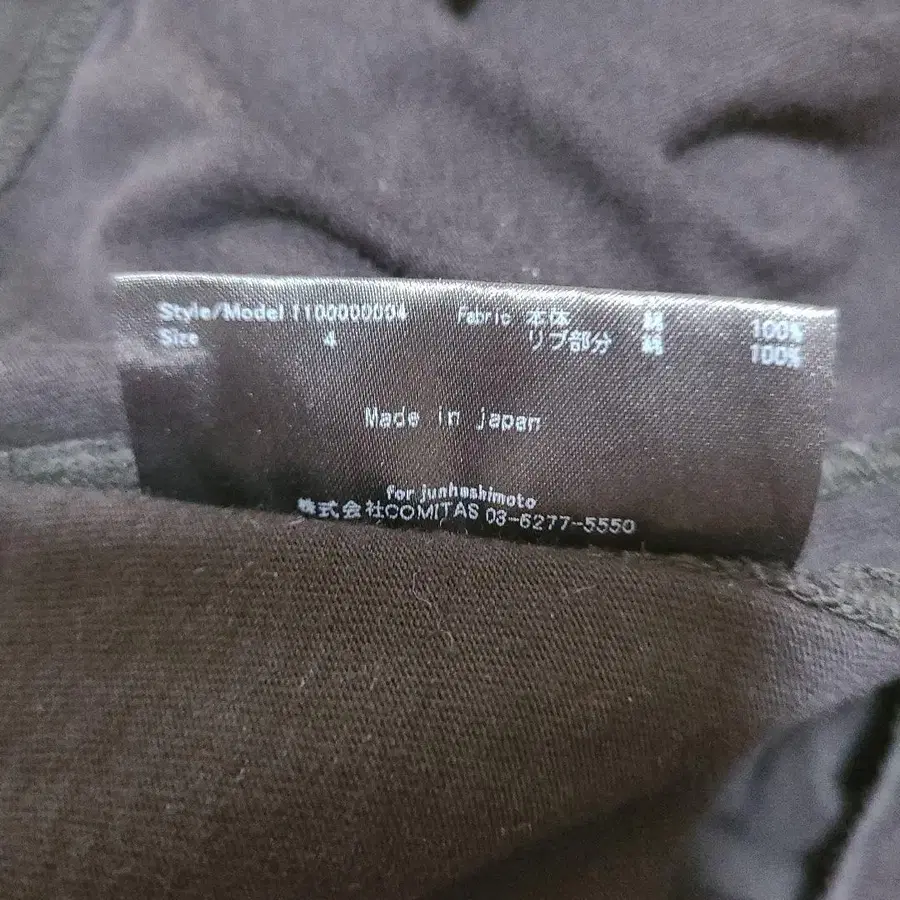 Style/Model 1100000004 Fabric 本体 綿 100%
Size 4 リブ部分 綿 100%
Made in japan
for junhashimoto
株式会社COMITAS 03-6277-5550